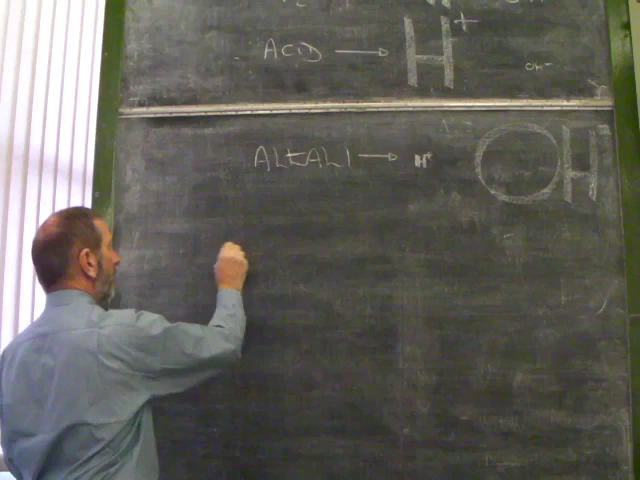 ACID → H+ OH-
ALKALI → H+ OH-